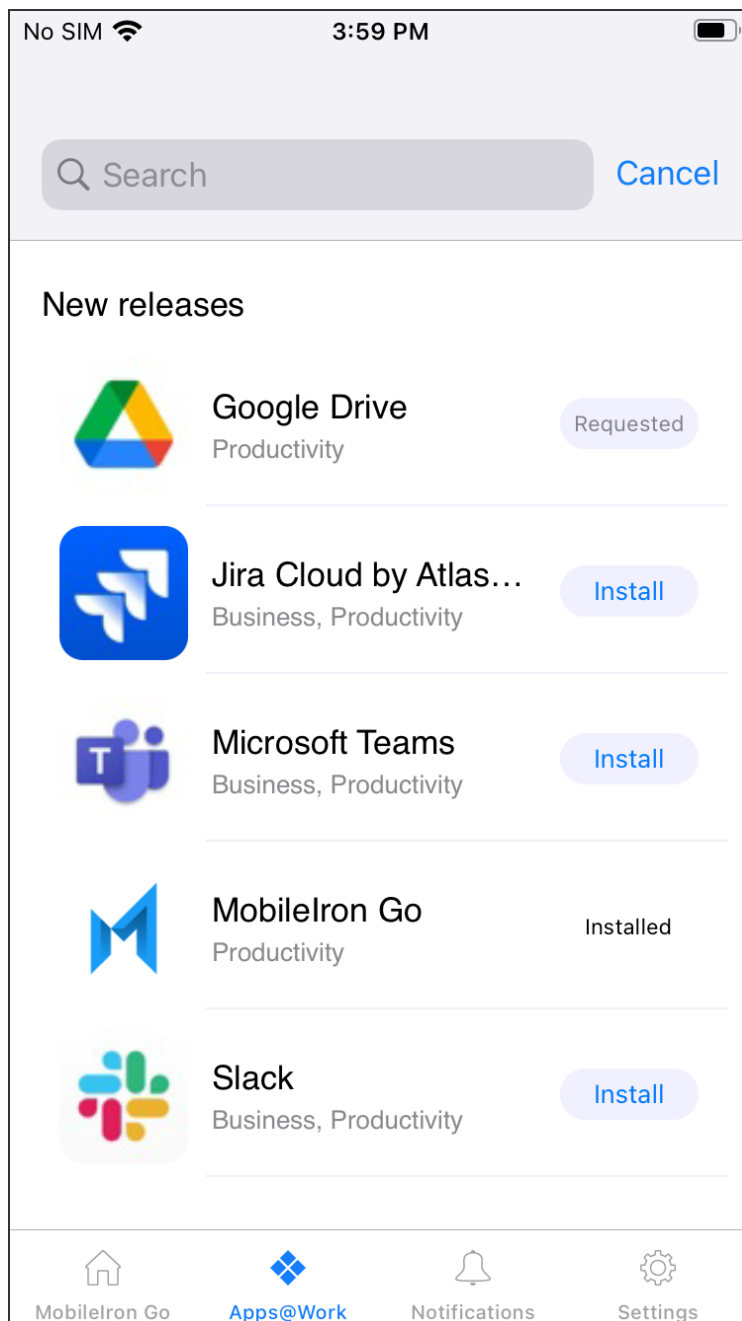 No SIM 3:59 PM
Search Cancel
New releases
Google Drive
Productivity
Requested
Jira Cloud by Atlas...
Business, Productivity
Install
T
Microsoft Teams
Business, Productivity
Install
MobileIron Go
Productivity
Installed
Slack
Business, Productivity
Install
MobileIron Go Apps@Work Notifications Settings